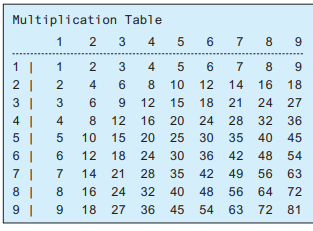 Multiplication Table
1 2 3 4 5 6 7 8 9
------------------------------------------------
1 | 1 2 3 4 5 6 7 8 9
2 | 2 4 6 8 10 12 14 16 18
3 | 3 6 9 12 15 18 21 24 27
4 | 4 8 12 16 20 24 28 32 36
5 | 5 10 15 20 25 30 35 40 45
6 | 6 12 18 24 30 36 42 48 54
7 | 7 14 21 28 35 42 49 56 63
8 | 8 16 24 32 40 48 56 64 72
9 | 9 18 27 36 45 54 63 72 81